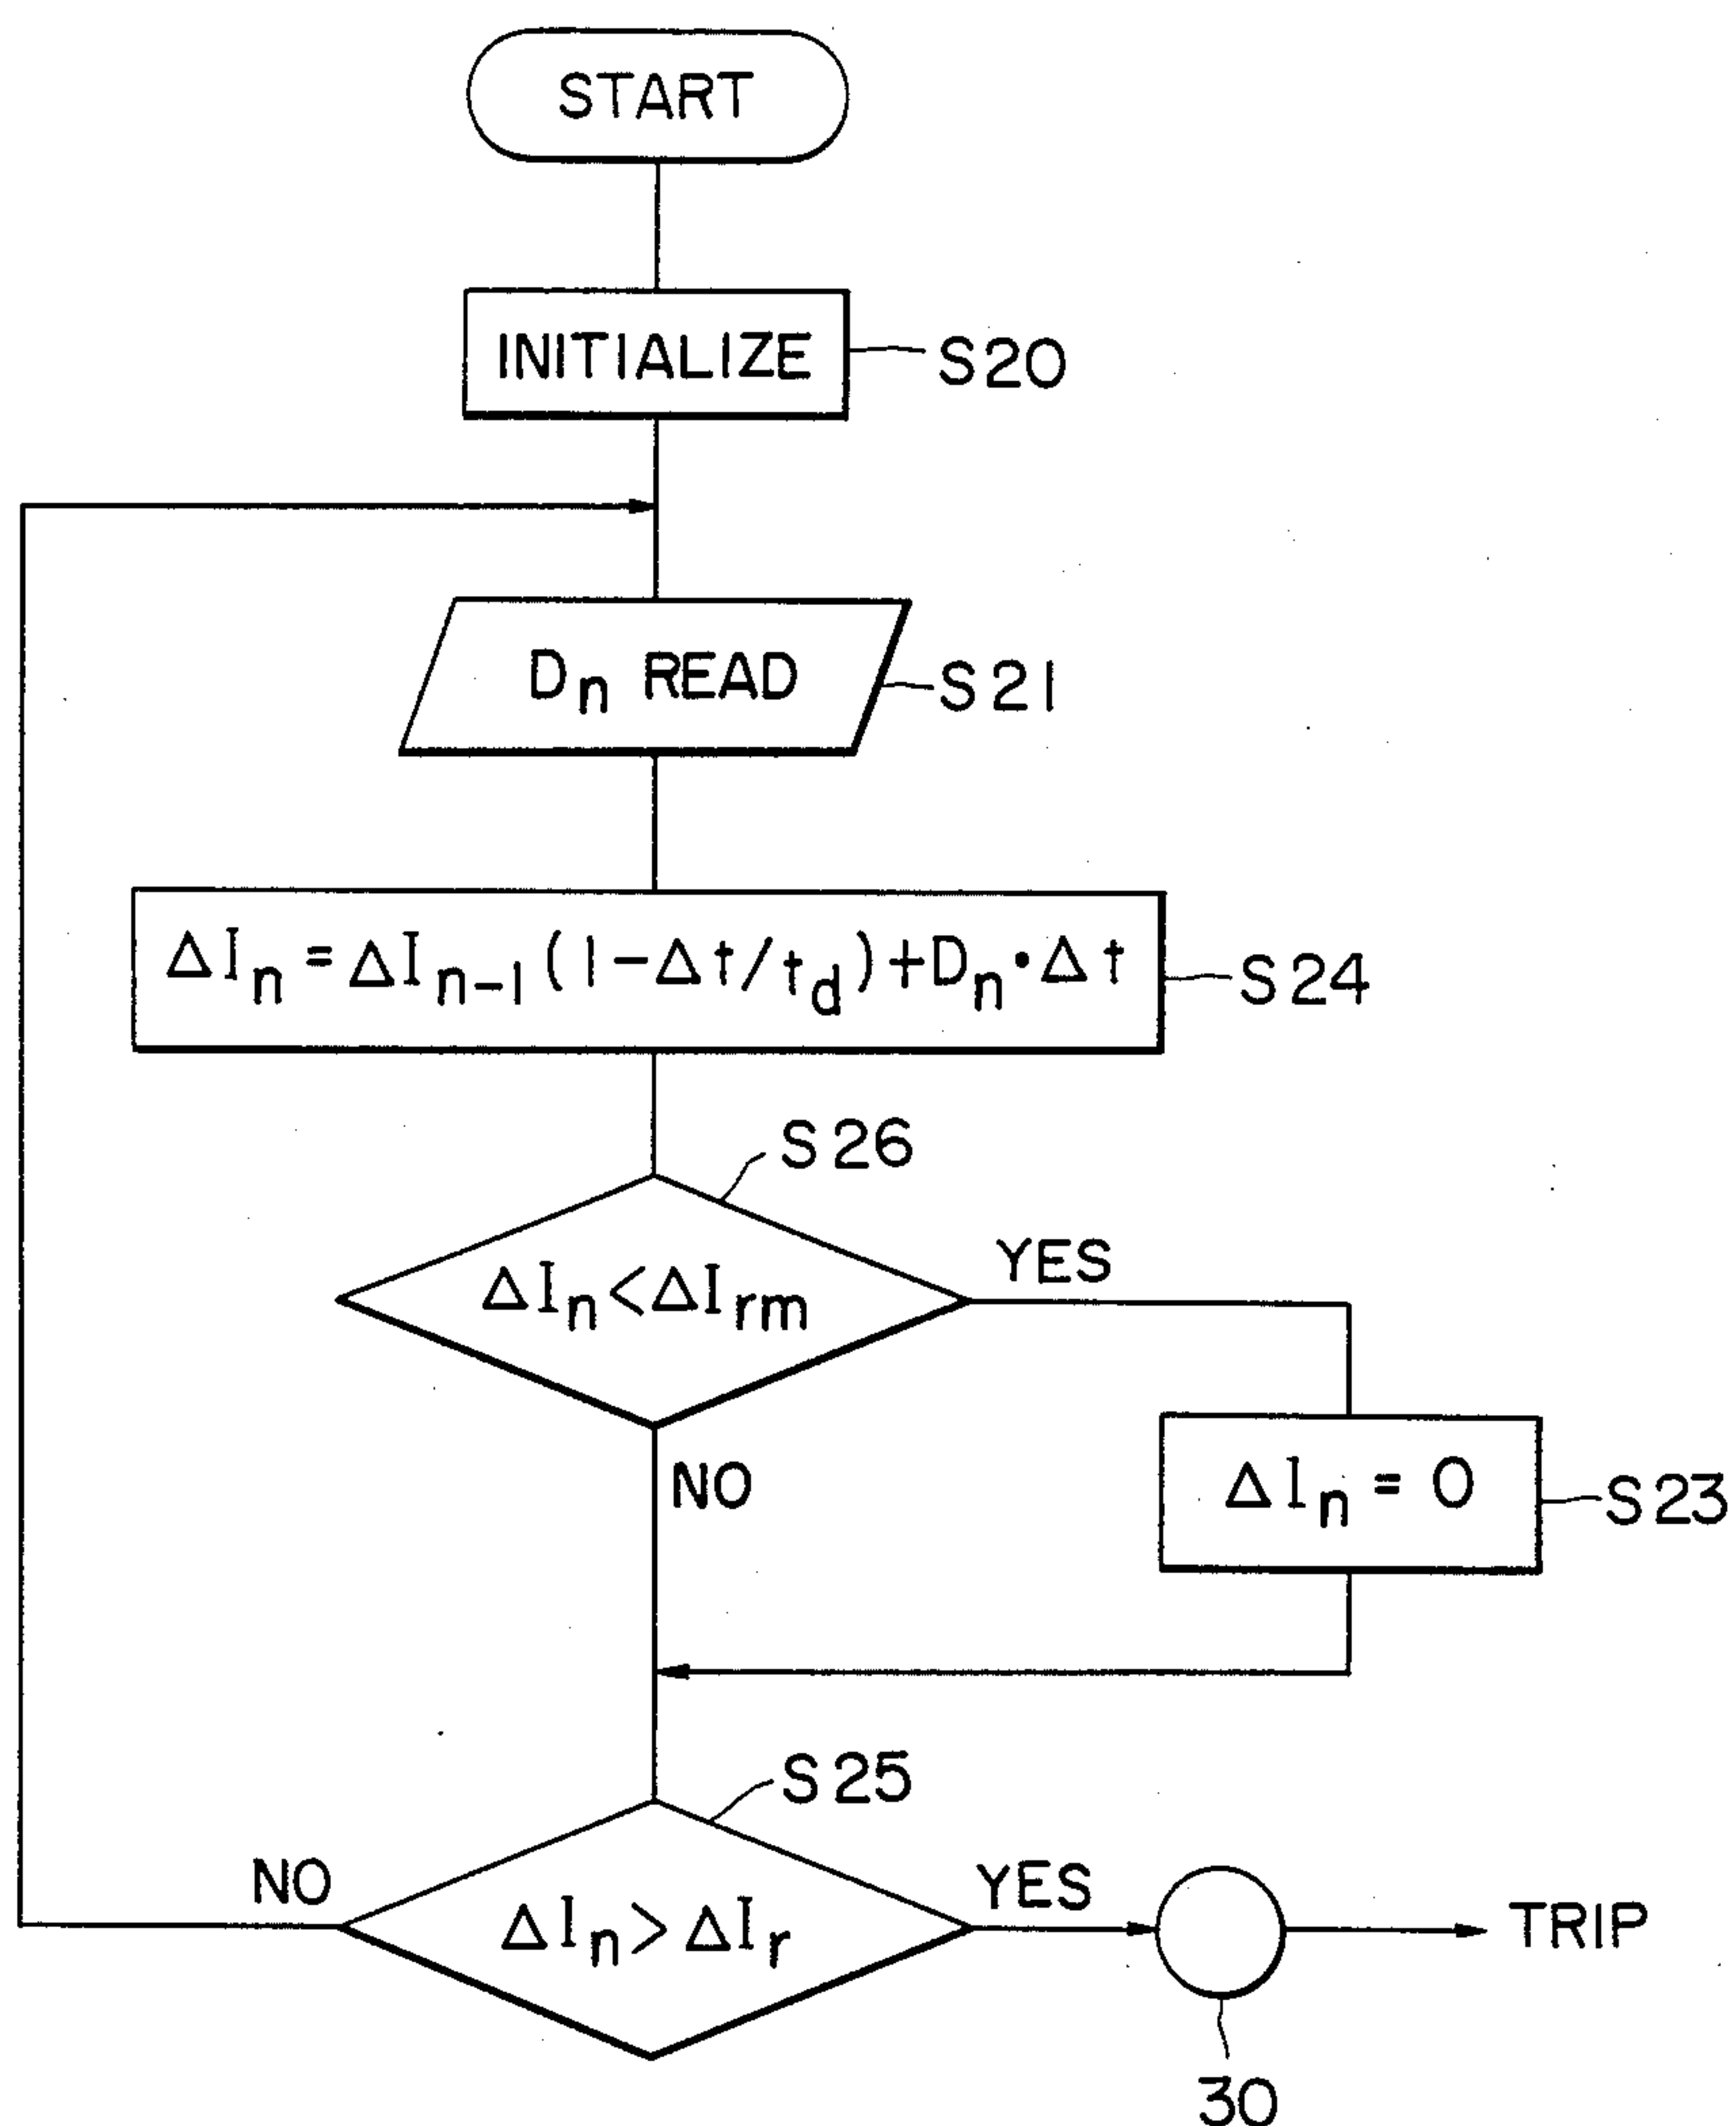 START
INITIALIZE
S20
Dn READ
S21
ΔIn = ΔIn-1 (1-Δt/td)+Dn•Δt
S24
S26
ΔIn<ΔIrm
YES
NO
ΔIn = 0
S23
S25
NO
ΔIn>ΔIr
YES
TRIP
30